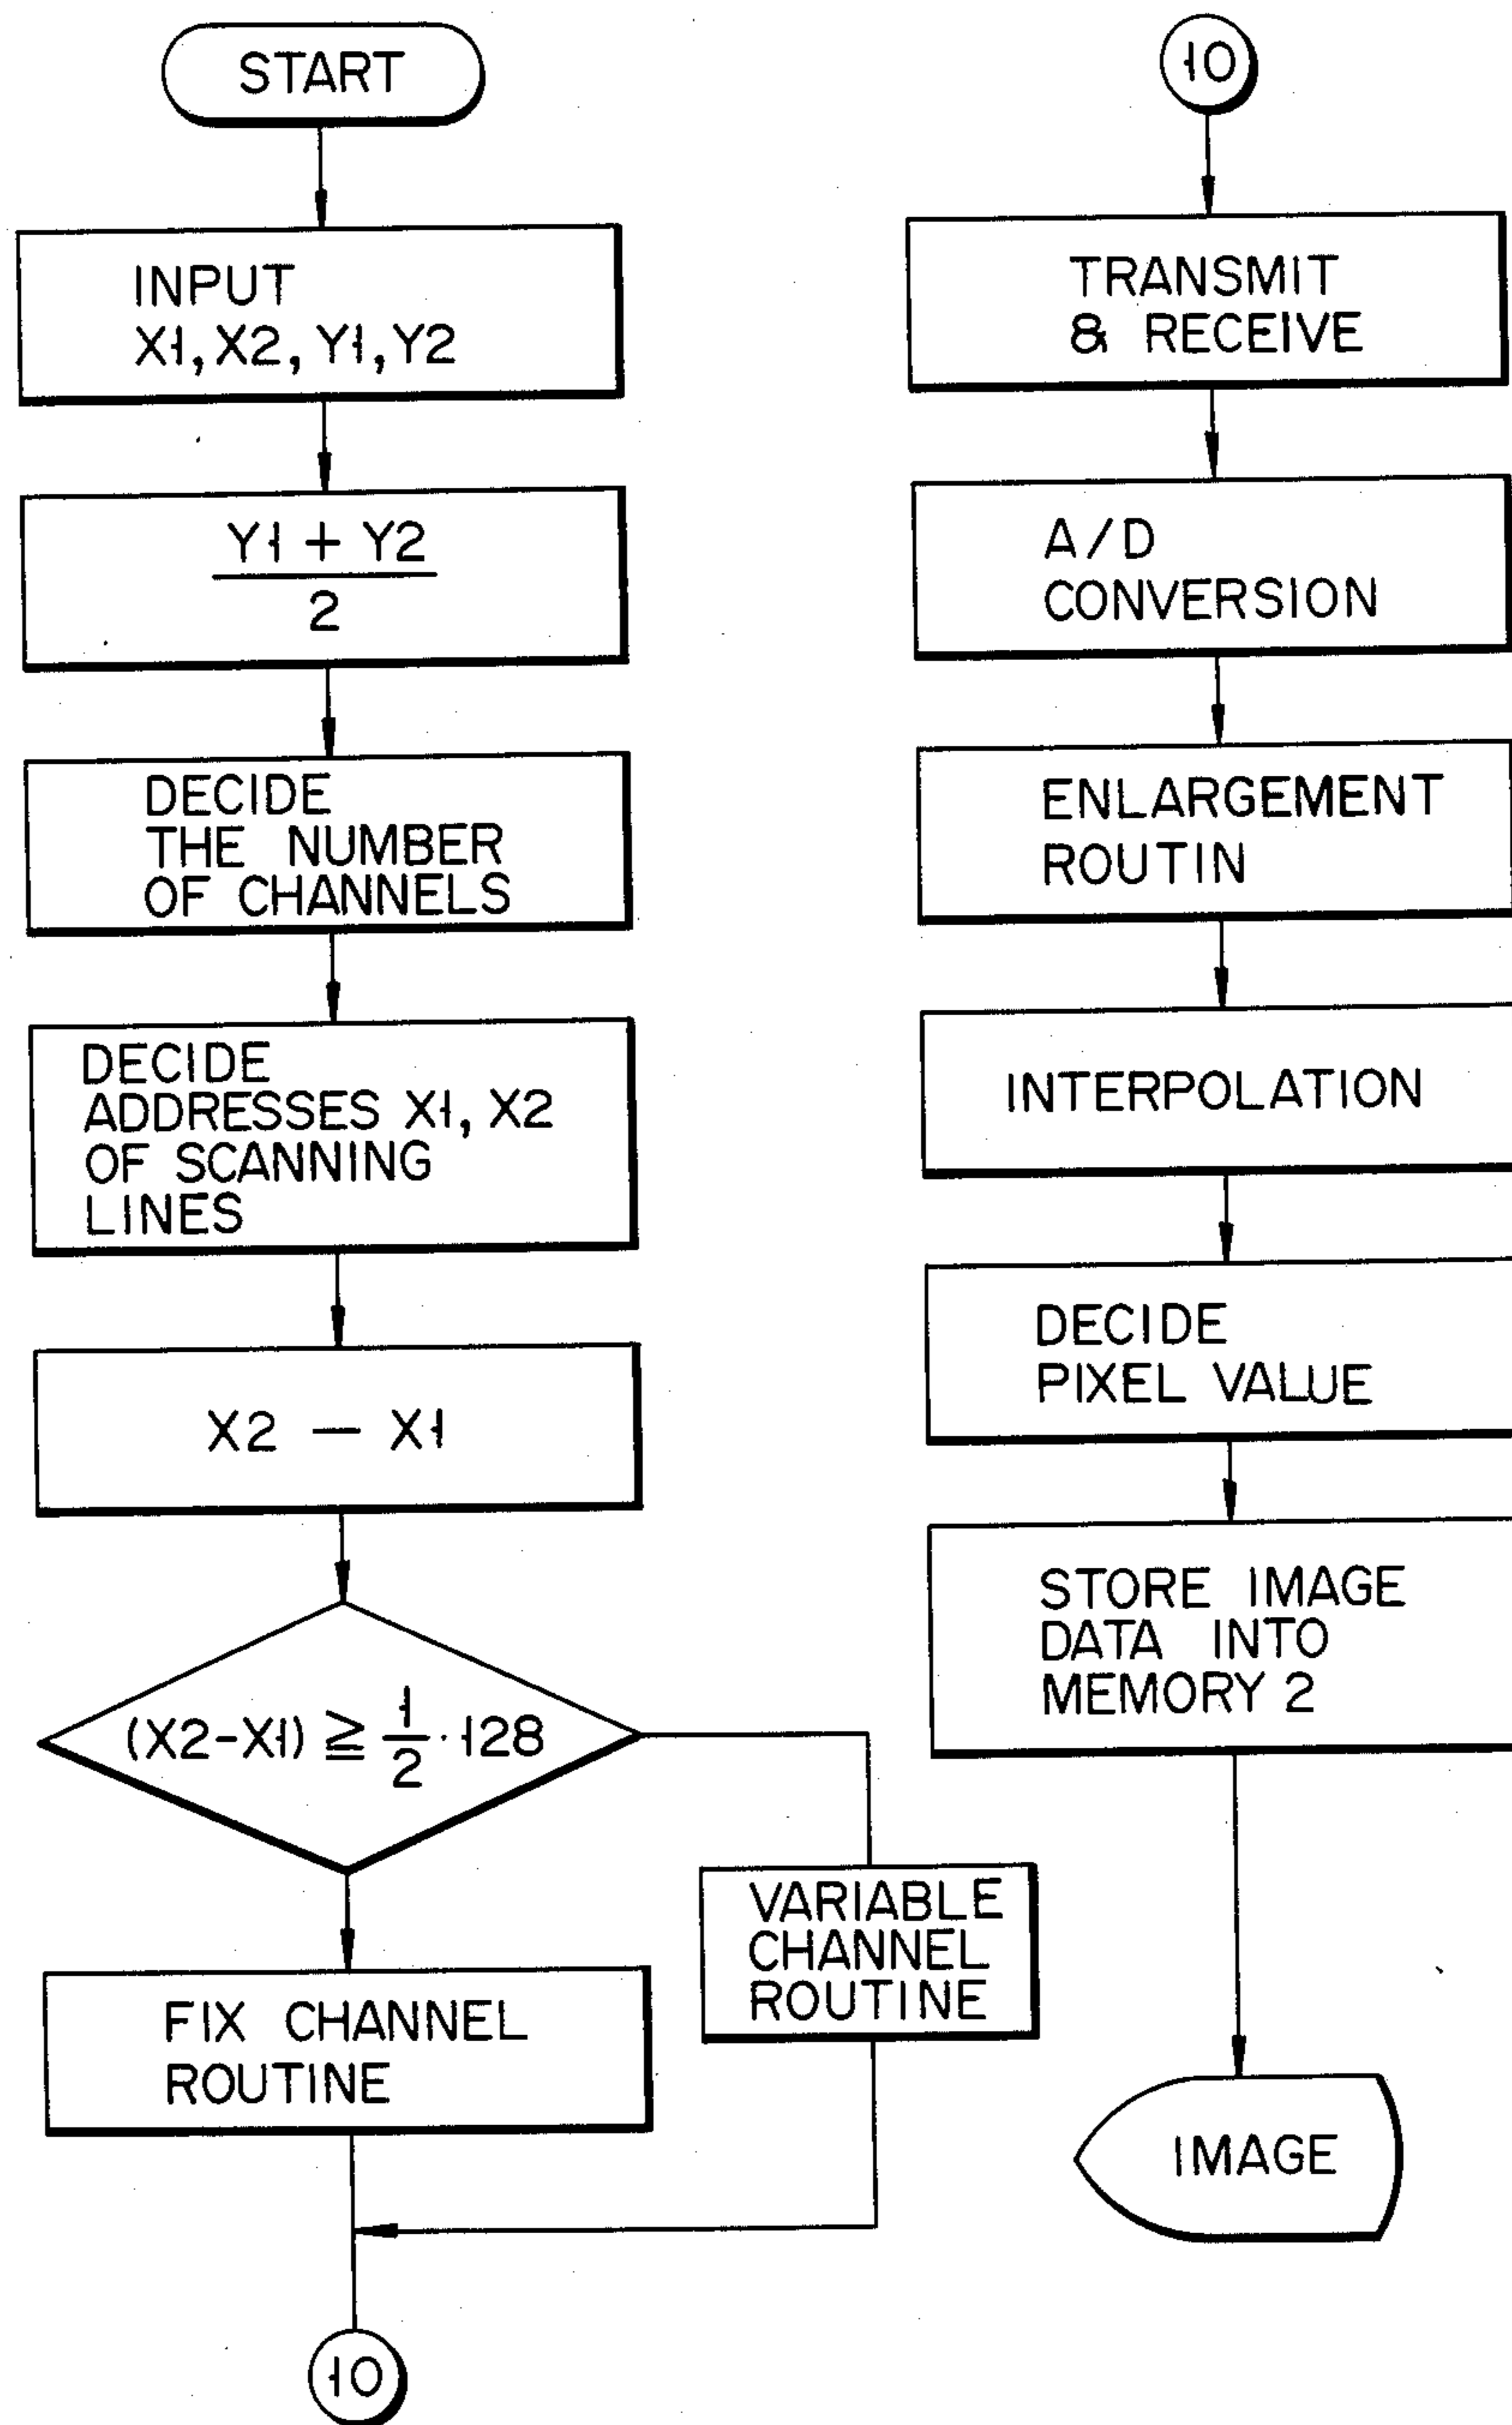 START
INPUT
X1, X2, Y1, Y2
Y1 + Y2
2
DECIDE
THE NUMBER
OF CHANNELS
DECIDE
ADDRESSES X1, X2
OF SCANNING
LINES
X2 — X1
(X2-X1) ≧ 1/2 · 128
FIX CHANNEL
ROUTINE
VARIABLE
CHANNEL
ROUTINE
10
10
TRANSMIT
& RECEIVE
A/D
CONVERSION
ENLARGEMENT
ROUTIN
INTERPOLATION
DECIDE
PIXEL VALUE
STORE IMAGE
DATA INTO
MEMORY 2
IMAGE